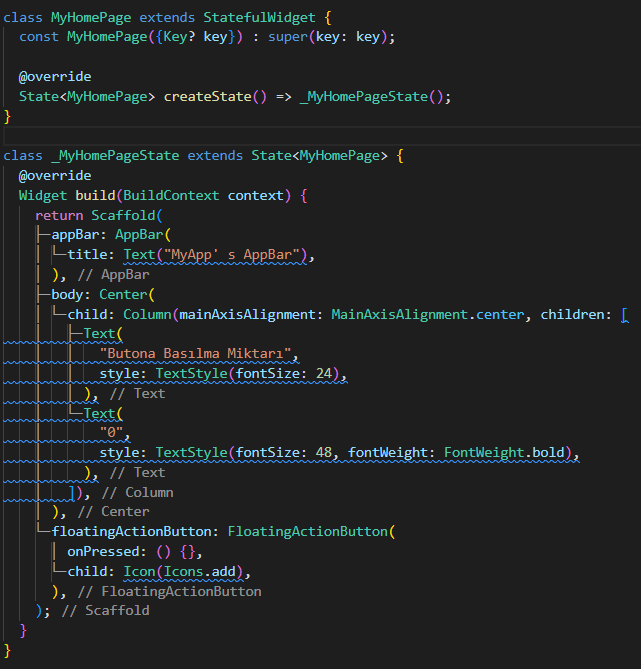 class MyHomePage extends StatefulWidget {
  const MyHomePage({Key? key}) : super(key: key);

  @override
  State<MyHomePage> createState() => _MyHomePageState();
}

class _MyHomePageState extends State<MyHomePage> {
  @override
  Widget build(BuildContext context) {
    return Scaffold(
      appBar: AppBar(
        title: Text("MyApp' s AppBar"),
      ), // AppBar
      body: Center(
        child: Column(mainAxisAlignment: MainAxisAlignment.center, children: [
          Text(
            "Butona Basılma Miktarı",
            style: TextStyle(fontSize: 24),
          ), // Text
          Text(
            "0",
            style: TextStyle(fontSize: 48, fontWeight: FontWeight.bold),
          ), // Text
        ]), // Column
      ), // Center
      floatingActionButton: FloatingActionButton(
        onPressed: () {},
        child: Icon(Icons.add),
      ), // FloatingActionButton
    ); // Scaffold
  }
}